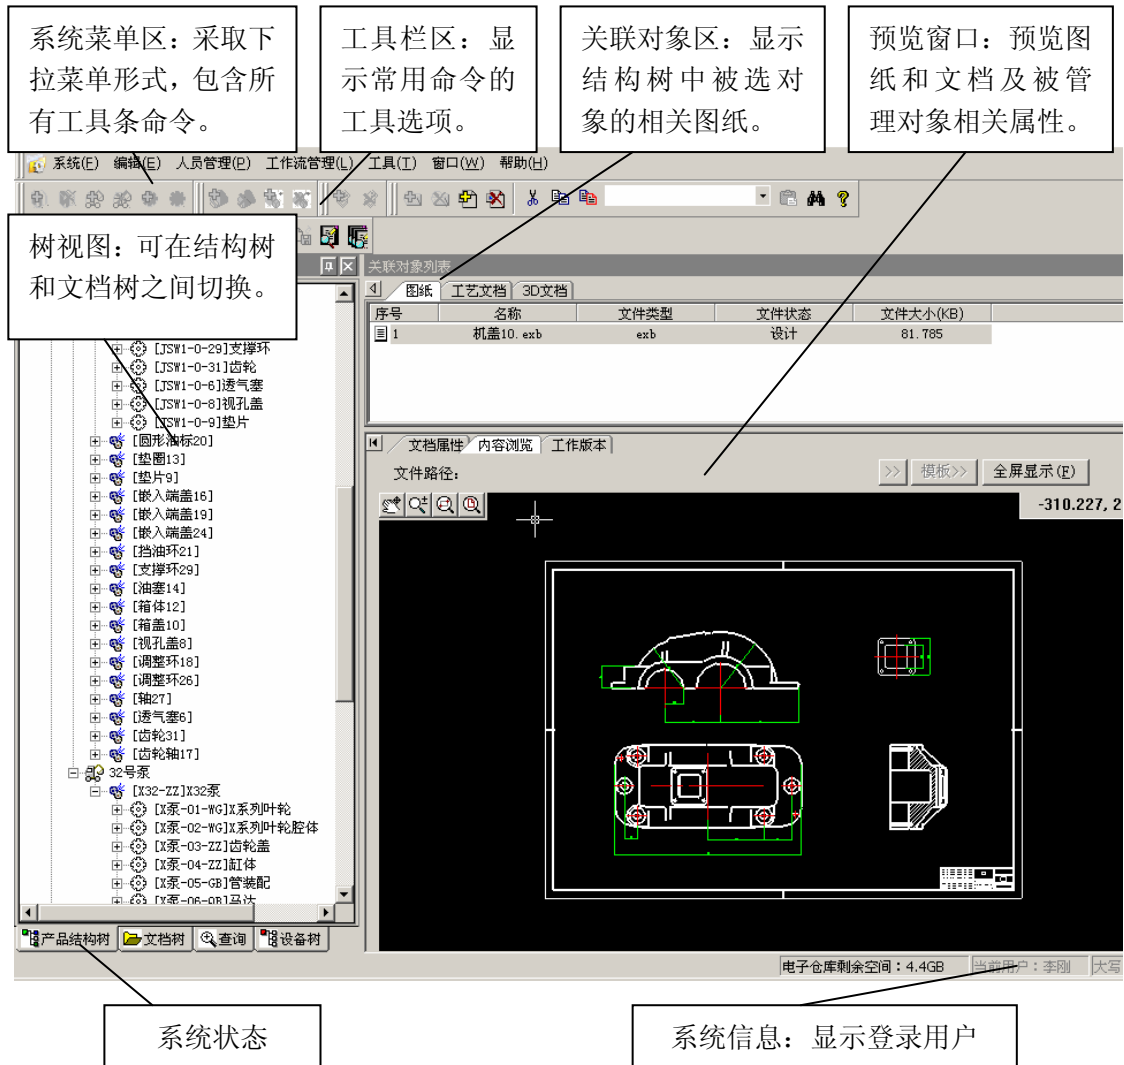 系统菜单区：采取下
拉菜单形式，包含所
有工具条命令。
工具栏区：显
示常用命令的
工具选项。
关联对象区：显示
结构树中被选对
象的相关图纸。
预览窗口：预览图
纸和文档及被管
理对象相关属性。
系统(F) 编辑(E) 人员管理(P) 工作流管理(L) 工具(T) 窗口(W) 帮助(H)
树视图：可在结构树
和文档树之间切换。
关联对象列表
图纸 工艺文档 3D文档
序号 名称 文件类型 文件状态 文件大小(KB)
1 机盖10.exb exb 设计 81.785
[JSW1-0-29]支撑环
[JSW1-0-31]齿轮
[JSW1-0-6]透气塞
[JSW1-0-8]视孔盖
[JSW1-0-9]垫片
[圆形油标20]
[垫圈13]
[垫片9]
[嵌入端盖16]
[嵌入端盖19]
[嵌入端盖24]
[挡油环21]
[支撑环29]
[油塞14]
[箱体12]
[箱盖10]
[视孔盖8]
[调整环18]
[调整环26]
[轴27]
[透气塞6]
[齿轮31]
[齿轮轴17]
32号泵
[X32-ZZ]X32泵
[X泵-01-WG]X系列叶轮
[X泵-02-WG]X系列叶轮腔体
[X泵-03-ZZ]齿轮盖
[X泵-04-ZZ]缸体
[X泵-05-GB]管装配
[X泵-06-GB]马达
文档属性 内容浏览 工作版本
文件路径：
>> 模板>> 全屏显示(F)
-310.227, 2
产品结构树 文档树 查询 设备树
电子仓库剩余空间：4.4GB 当前用户：李刚 大写
系统状态
系统信息：显示登录用户